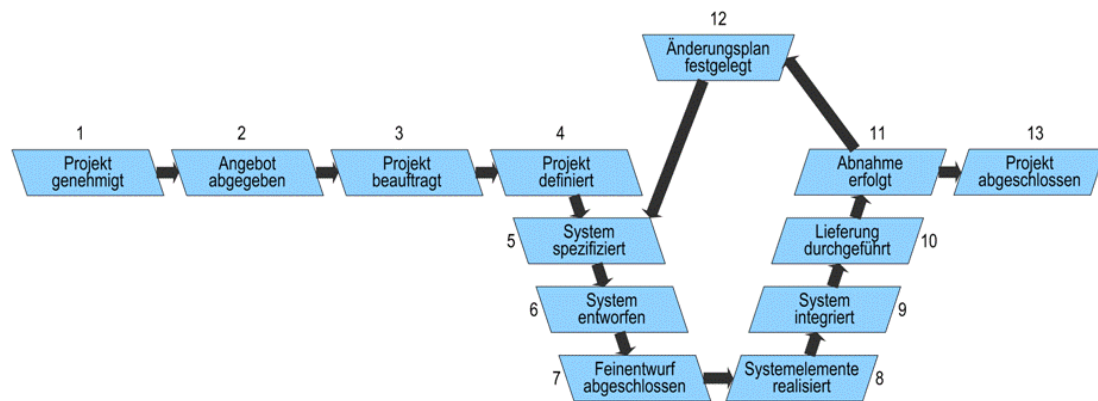 12
Änderungsplan
festgelegt
1
Projekt
genehmigt
2
Angebot
abgegeben
3
Projekt
beauftragt
4
Projekt
definiert
11
Abnahme
erfolgt
13
Projekt
abgeschlossen
5
System
spezifiziert
Lieferung
durchgeführt
10
6
System
entworfen
System
integriert
9
7
Feinentwurf
abgeschlossen
Systemelemente
realisiert
8